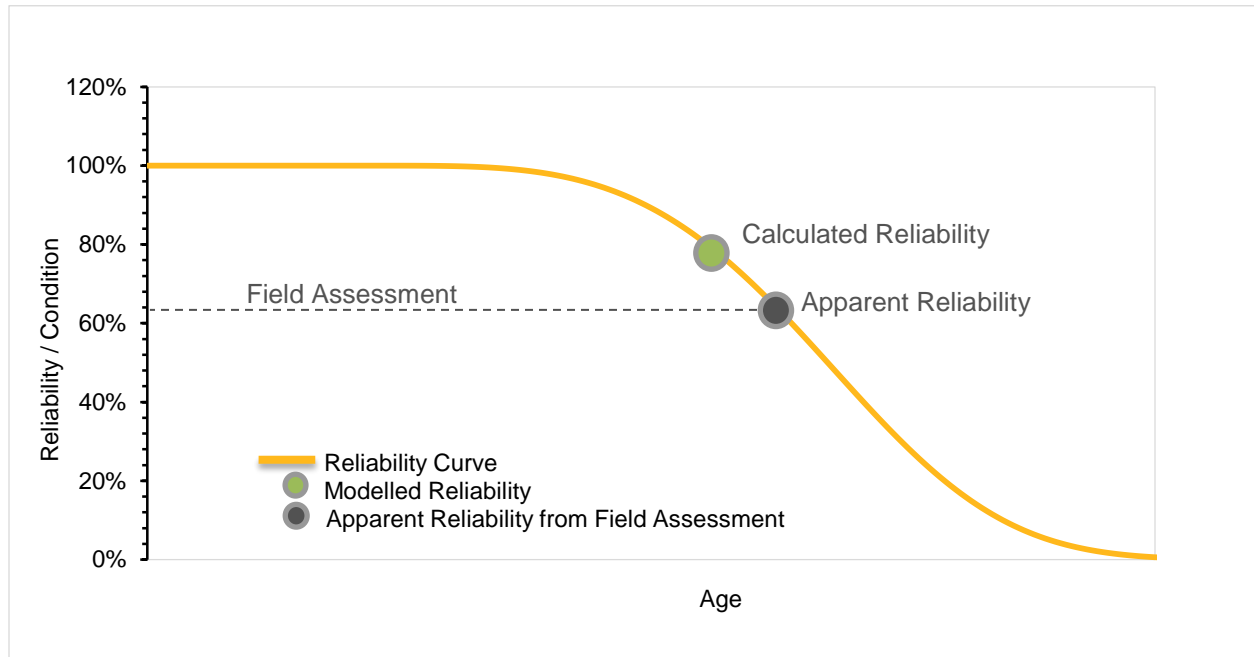 120%
100%
80%
60%
40%
20%
0%
Reliability / Condition
Calculated Reliability
Field Assessment
Apparent Reliability
Reliability Curve
Modelled Reliability
Apparent Reliability from Field Assessment
Age